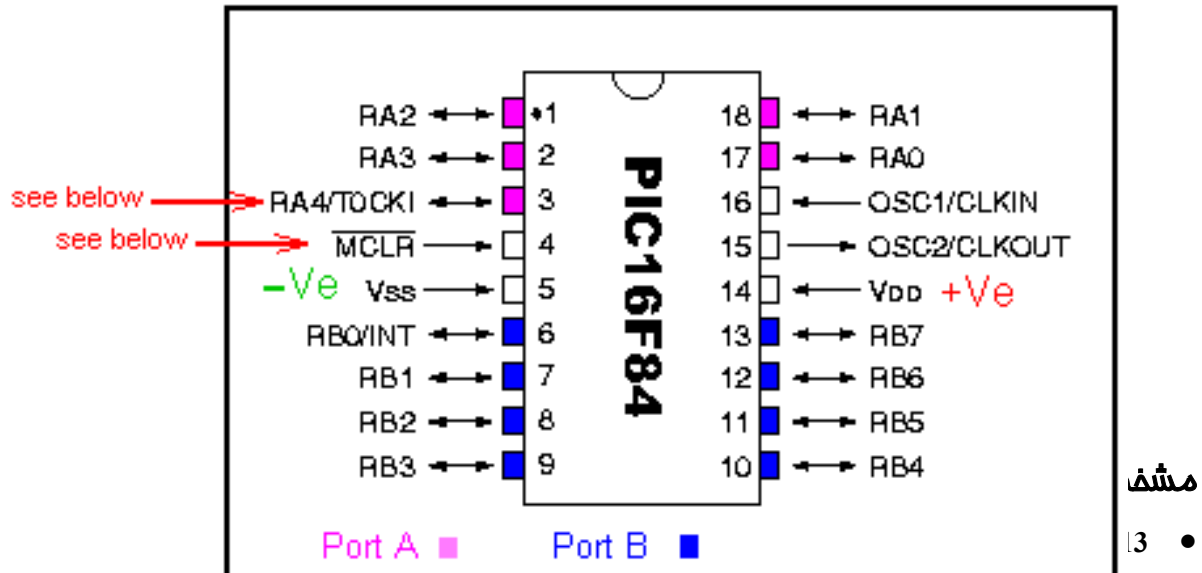 RA2 •1 18 RA1
RA3 2 17 RA0
see below RA4/T0CKI 3 16 OSC1/CLKIN
see below MCLR 4 15 OSC2/CLKOUT
-Ve Vss 5 14 VDD +Ve
RB0/INT 6 13 RB7
RB1 7 12 RB6
RB2 8 11 RB5
RB3 9 10 RB4
PIC16F84
Port A Port B